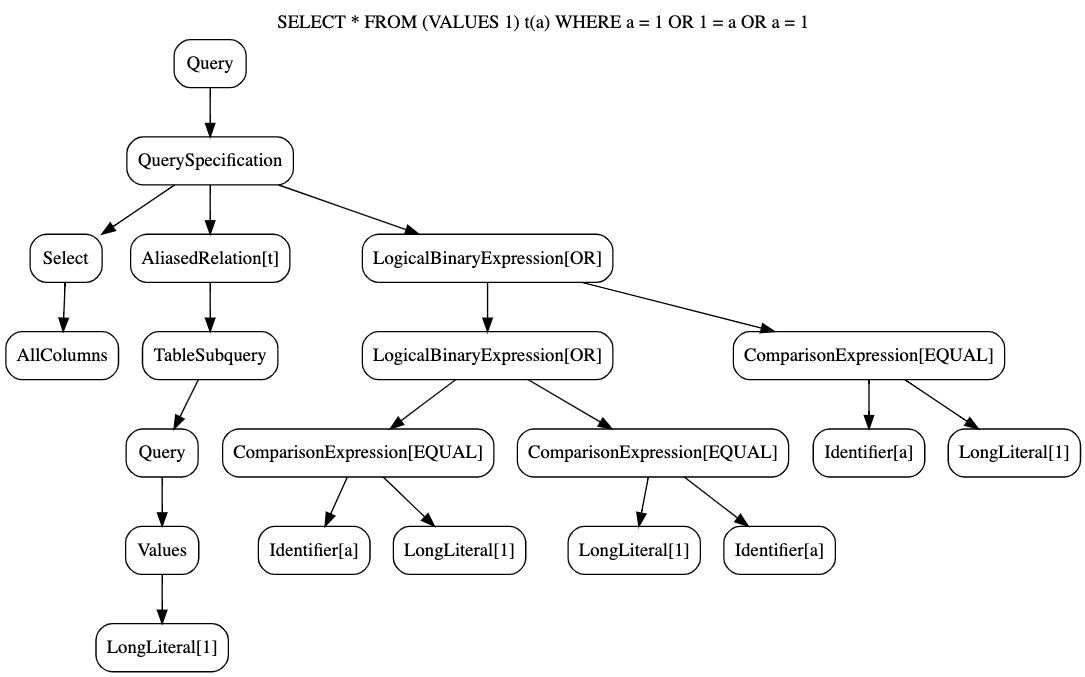 SELECT * FROM (VALUES 1) t(a) WHERE a = 1 OR 1 = a OR a = 1
Query
QuerySpecification
Select
AliasedRelation[t]
LogicalBinaryExpression[OR]
AllColumns
TableSubquery
LogicalBinaryExpression[OR]
ComparisonExpression[EQUAL]
Query
ComparisonExpression[EQUAL]
ComparisonExpression[EQUAL]
Identifier[a]
LongLiteral[1]
Values
Identifier[a]
LongLiteral[1]
LongLiteral[1]
Identifier[a]
LongLiteral[1]